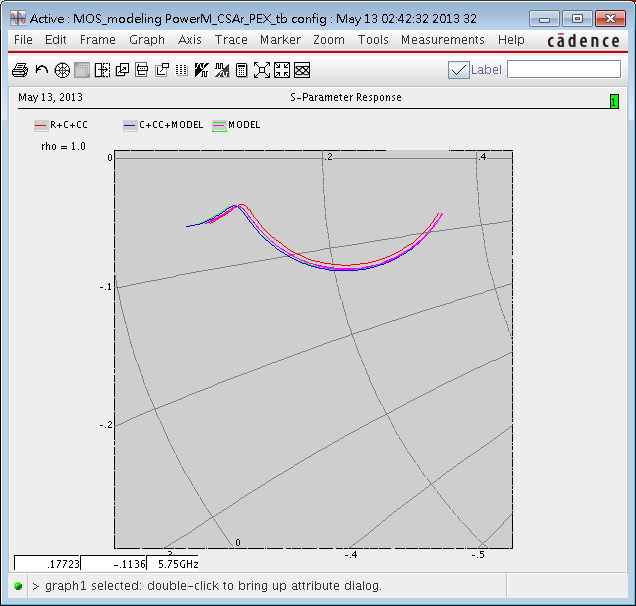 Active : MOS_modeling PowerM_CSAr_PEX_tb config : May 13 02:42:32 2013 32
File Edit Frame Graph Axis Trace Marker Zoom Tools Measurements Help cādence
Label
May 13, 2013 S-Parameter Response 1
R+C+CC C+CC+MODEL MODEL
rho = 1.0
0 .2 .4
-.1
-.2
0
-.4 -.5
.17723 -.1136 5.75GHz
> graph1 selected: double-click to bring up attribute dialog.